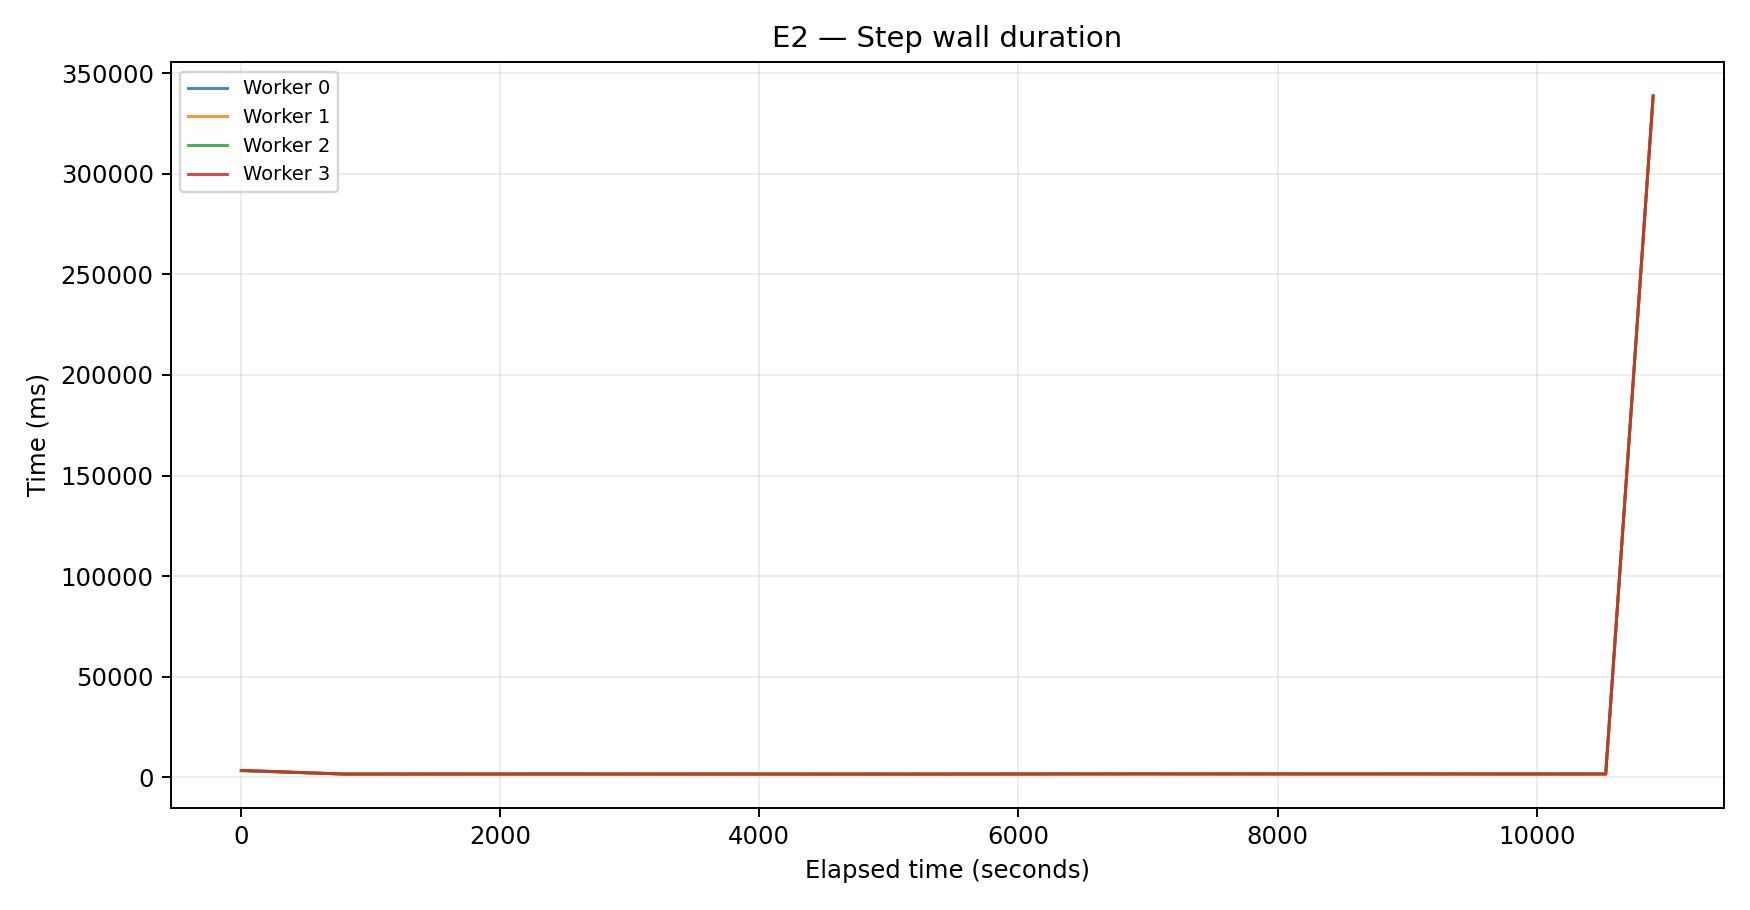 E2 — Step wall duration
350000
300000
250000
200000
150000
100000
50000
0
Time (ms)
Worker 0
Worker 1
Worker 2
Worker 3
0 2000 4000 6000 8000 10000
Elapsed time (seconds)